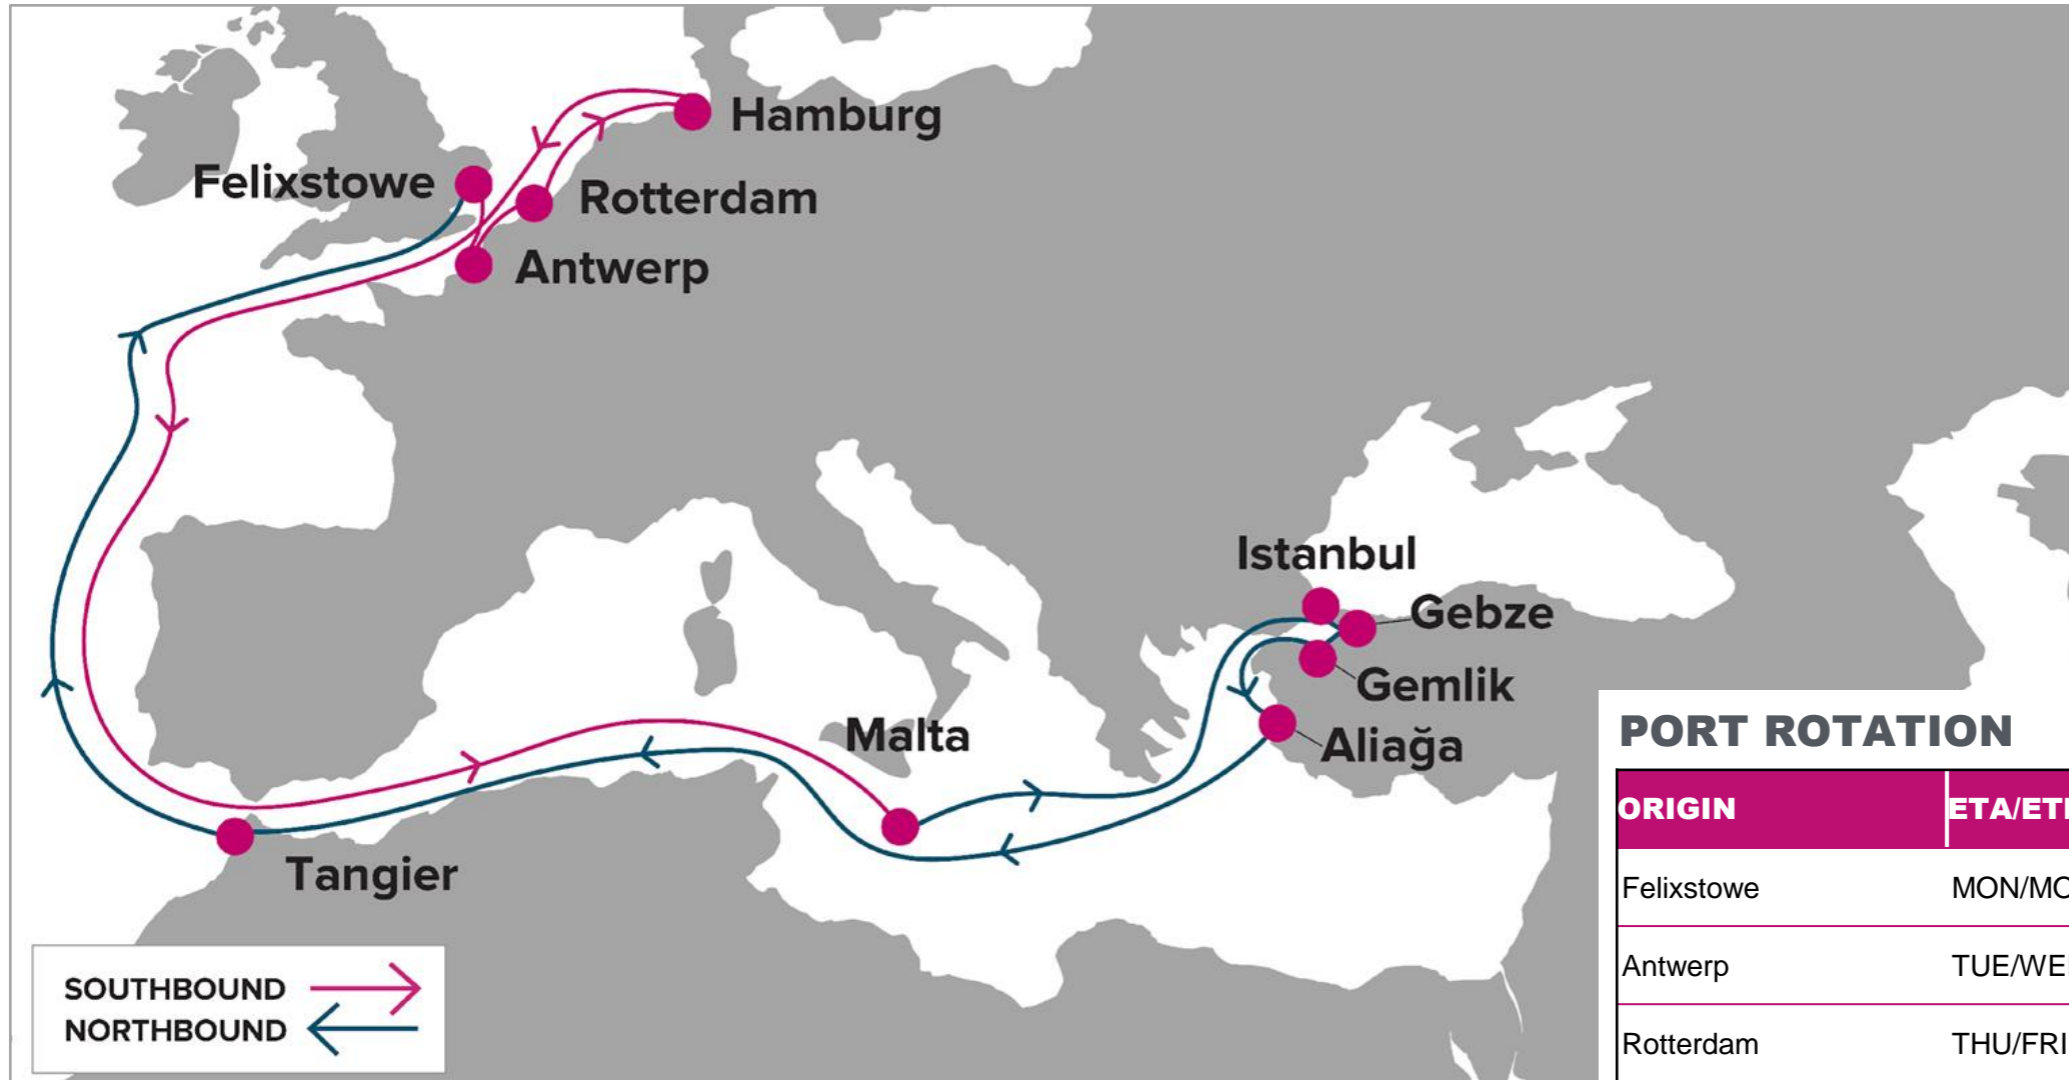 Hamburg
Felixstowe
Rotterdam
Antwerp
Istanbul
Gebze
Gemlik
Malta
Aliağa
Tangier
SOUTHBOUND
NORTHBOUND
PORT ROTATION
ORIGIN
Felixstowe
Antwerp
Rotterdam THU/FRI